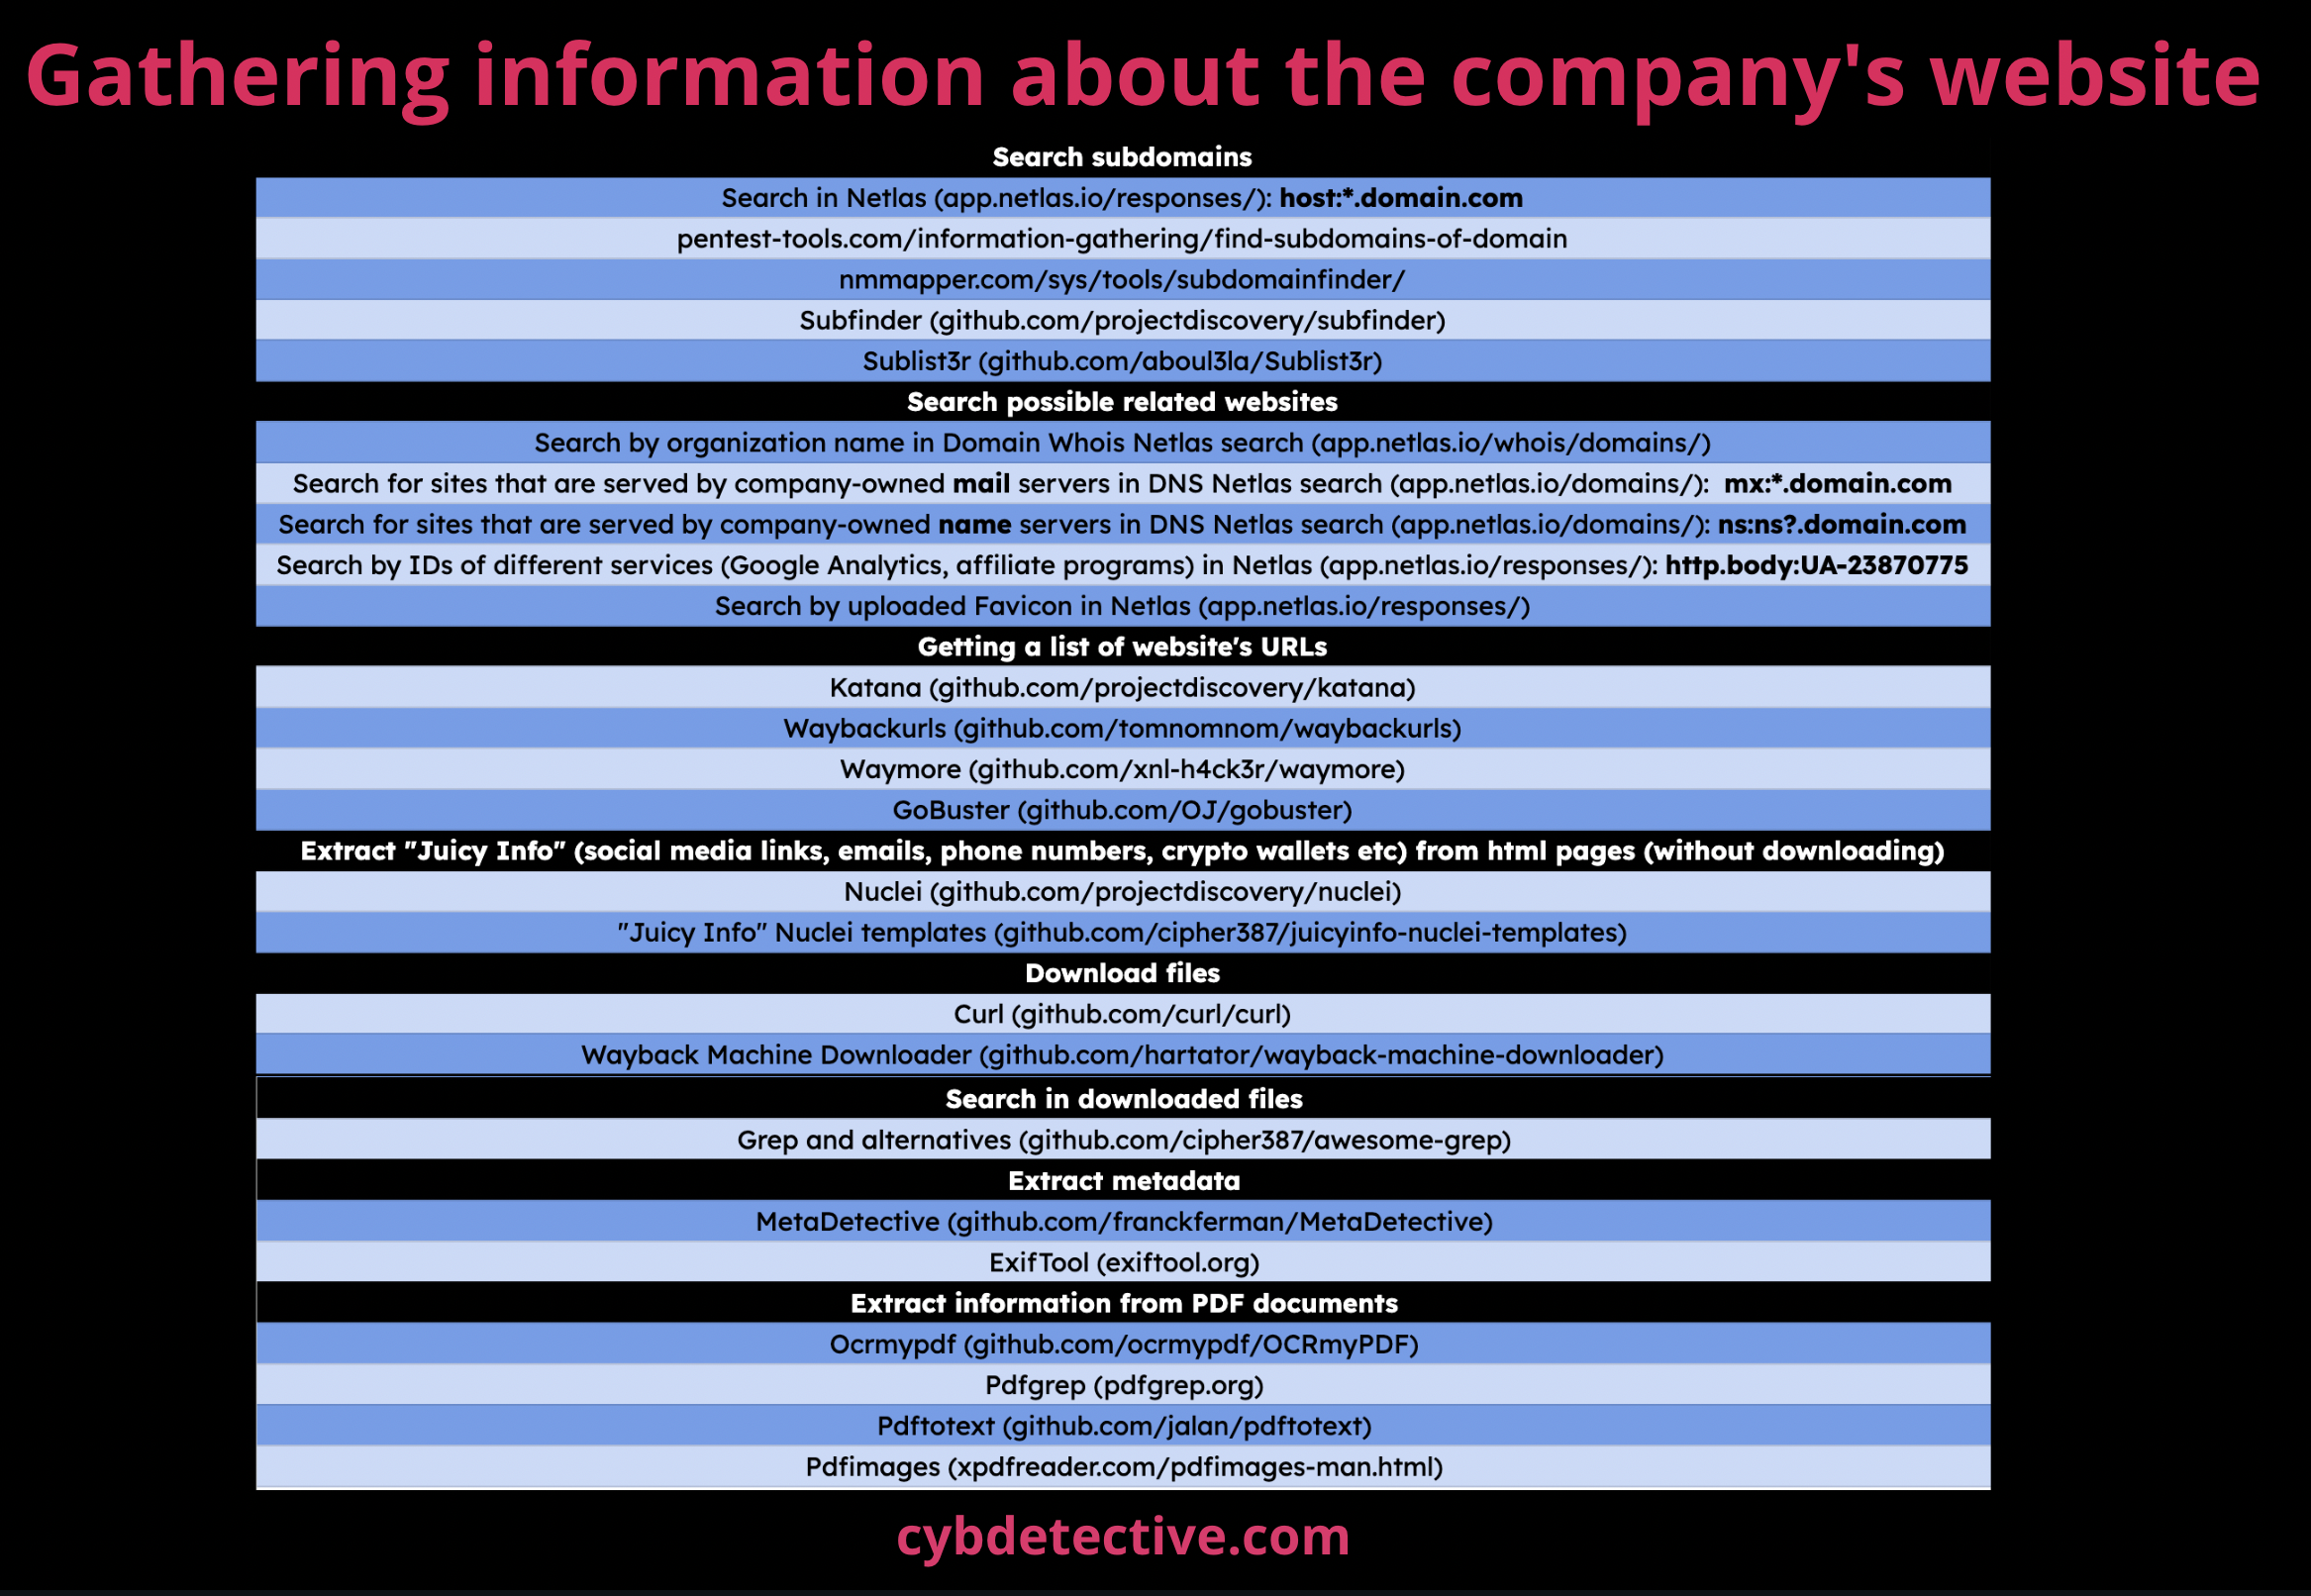 Gathering information about the company's website
Search subdomains
Search in Netlas (app.netlas.io/responses/): host:*.domain.com
pentest-tools.com/information-gathering/find-subdomains-of-domain
nmmapper.com/sys/tools/subdomainfinder/
Subfinder (github.com/projectdiscovery/subfinder)
Sublist3r (github.com/aboul3la/Sublist3r)
Search possible related websites
Search by organization name in Domain Whois Netlas search (app.netlas.io/whois/domains/)
Search for sites that are served by company-owned mail servers in DNS Netlas search (app.netlas.io/domains/): mx:*.domain.com
Search for sites that are served by company-owned name servers in DNS Netlas search (app.netlas.io/domains/): ns:ns?.domain.com
Search by IDs of different services (Google Analytics, affiliate programs) in Netlas (app.netlas.io/responses/): http.body:UA-23870775
Search by uploaded Favicon in Netlas (app.netlas.io/responses/)
Getting a list of website's URLs
Katana (github.com/projectdiscovery/katana)
Waybackurls (github.com/tomnomnom/waybackurls)
Waymore (github.com/xnl-h4ck3r/waymore)
GoBuster (github.com/OJ/gobuster)
Extract "Juicy Info" (social media links, emails, phone numbers, crypto wallets etc) from html pages (without downloading)
Nuclei (github.com/projectdiscovery/nuclei)
"Juicy Info" Nuclei templates (github.com/cipher387/juicyinfo-nuclei-templates)
Download files
Curl (github.com/curl/curl)
Wayback Machine Downloader (github.com/hartator/wayback-machine-downloader)
Search in downloaded files
Grep and alternatives (github.com/cipher387/awesome-grep)
Extract metadata
MetaDetective (github.com/franckferman/MetaDetective)
ExifTool (exiftool.org)
Extract information from PDF documents
Ocrmypdf (github.com/ocrmypdf/OCRmyPDF)
Pdfgrep (pdfgrep.org)
Pdftotext (github.com/jalan/pdftotext)
Pdfimages (xpdfreader.com/pdfimages-man.html)
cybdetective.com